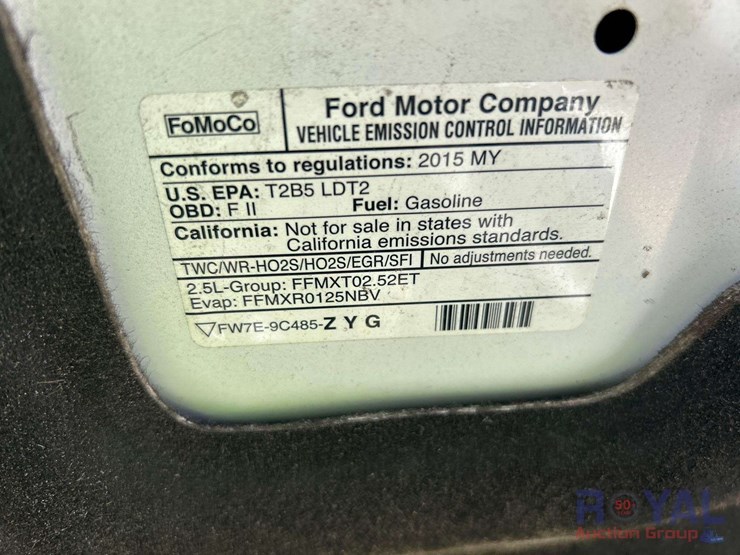 FoMoCo
Ford Motor Company
VEHICLE EMISSION CONTROL INFORMATION
Conforms to regulations: 2015 MY
U.S. EPA: T2B5 LDT2
OBD: F II Fuel: Gasoline
California: Not for sale in states with
California emissions standards.
TWC/WR-HO2S/HO2S/EGR/SFI No adjustments needed.
2.5L-Group: FFMXT02.52ET
Evap: FFMXR0125NBV
FW7E-9C485-Z Y G
ROYAL
Auction Group